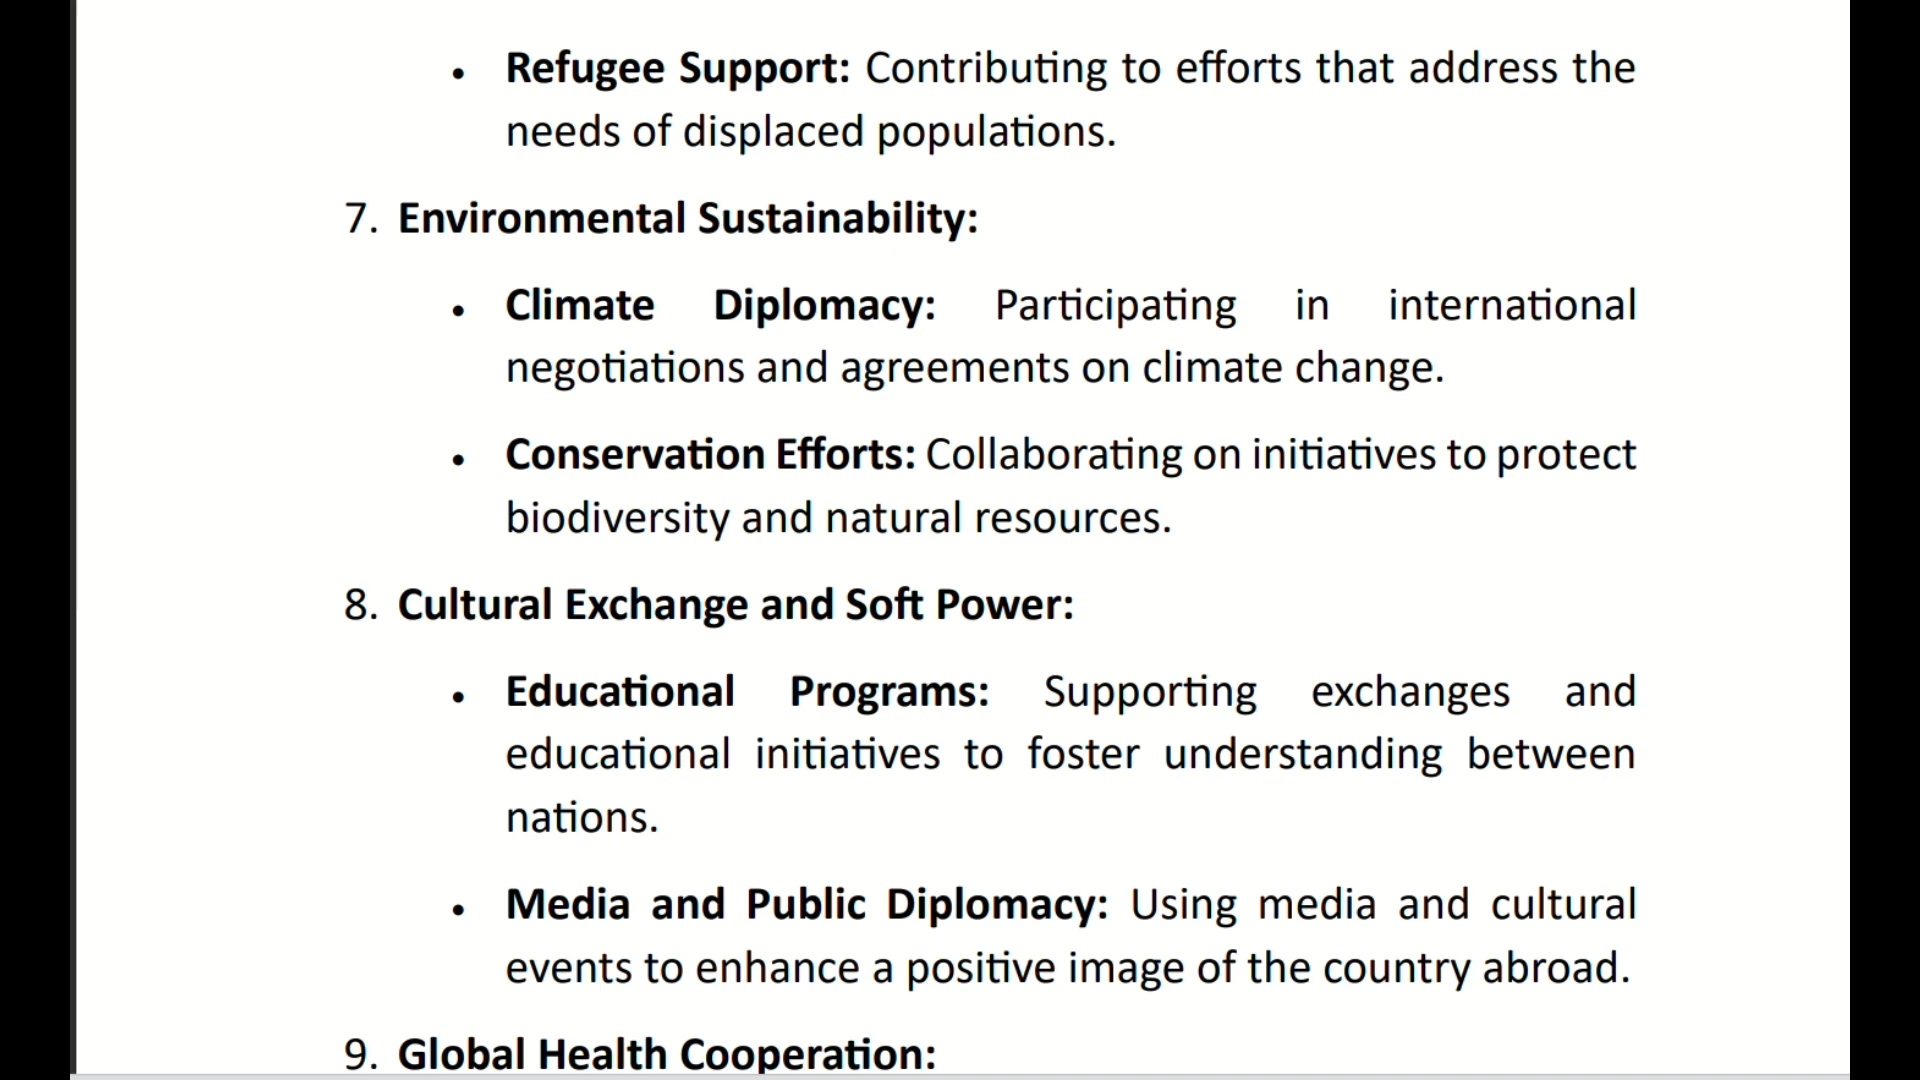 • Refugee Support: Contributing to efforts that address the
needs of displaced populations.
7. Environmental Sustainability:
• Climate Diplomacy: Participating in international
negotiations and agreements on climate change.
• Conservation Efforts: Collaborating on initiatives to protect
biodiversity and natural resources.
8. Cultural Exchange and Soft Power:
• Educational Programs: Supporting exchanges and
educational initiatives to foster understanding between
nations.
• Media and Public Diplomacy: Using media and cultural
events to enhance a positive image of the country abroad.
9. Global Health Cooperation: